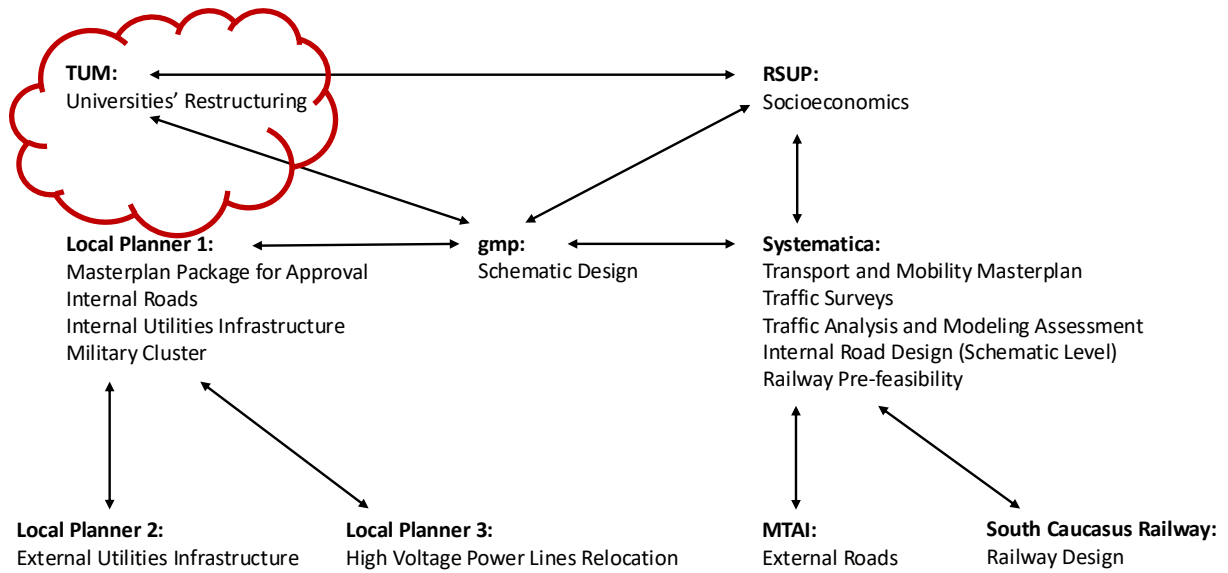 TUM:
Universities' Restructuring
RSUP:
Socioeconomics
Local Planner 1:
Masterplan Package for Approval
Internal Roads
Internal Utilities Infrastructure
Military Cluster
gmp:
Schematic Design
Systematica:
Transport and Mobility Masterplan
Traffic Surveys
Traffic Analysis and Modeling Assessment
Internal Road Design (Schematic Level)
Railway Pre-feasibility
Local Planner 2:
External Utilities Infrastructure
Local Planner 3:
High Voltage Power Lines Relocation
MTAI:
External Roads
South Caucasus Railway:
Railway Design